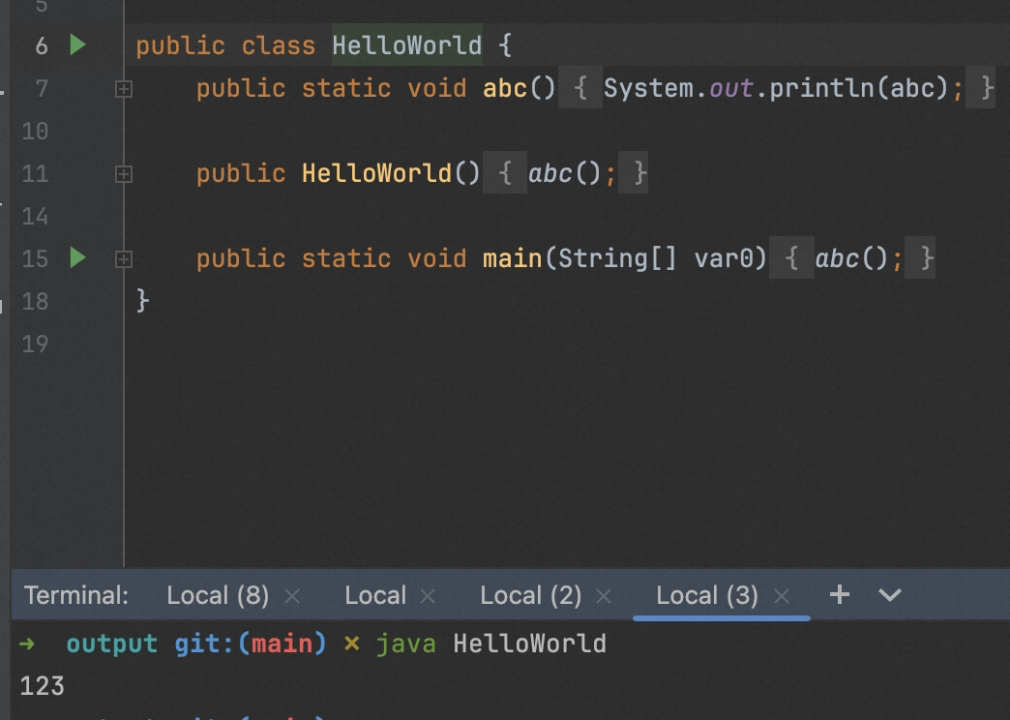 5
6 public class HelloWorld {
7 public static void abc() { System.out.println(abc); }
10
11 public HelloWorld() { abc(); }
14
15 public static void main(String[] var0) { abc(); }
18 }
19
Terminal: Local (8) × Local × Local (2) × Local (3) × +
→ output git:(main) × java HelloWorld
123